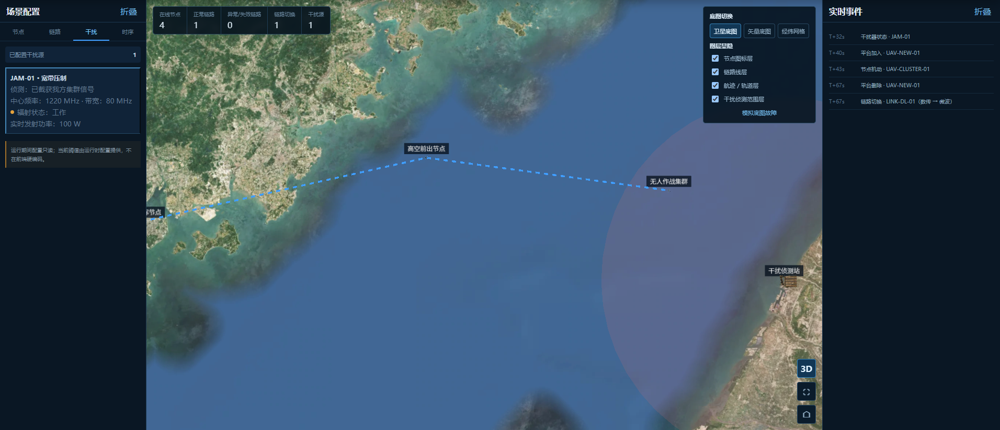 场景配置
折叠
节点
链路
干扰
时序
已配置干扰源
1
JAM-01 • 宽带压制
侦测：已截获我方集群信号
中心频率：1220 MHz · 带宽：80 MHz
辐射状态：工作
实时发射功率：100 W
运行期间配置只读；当前阈值由运行时配置提供，不
在前端硬编码。
在线节点
4
正常链路
1
异常/失效链路
0
链路切换
1
干扰源
1
高空前出节点
无人作战集群
节点
干扰侦测站
底图切换
卫星底图
矢量底图
经纬网格
图层显隐
节点图标层
链路线层
航迹 / 轨道层
干扰侦测范围层
模拟底图故障
3D
实时事件
折叠
T+32s 干扰器状态 · JAM-01
T+40s 平台加入 · UAV-NEW-01
T+43s 节点机动 · UAV-CLUSTER-01
T+67s 平台删除 · UAV-NEW-01
T+67s 链路切换 · LINK-DL-01（数传 → 微波）